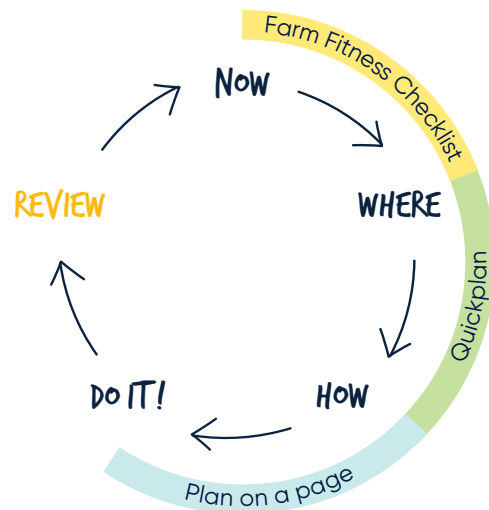 Farm Fitness Checklist
NOW
WHERE
Quickplan
HOW
Plan on a page
DO IT!
REVIEW